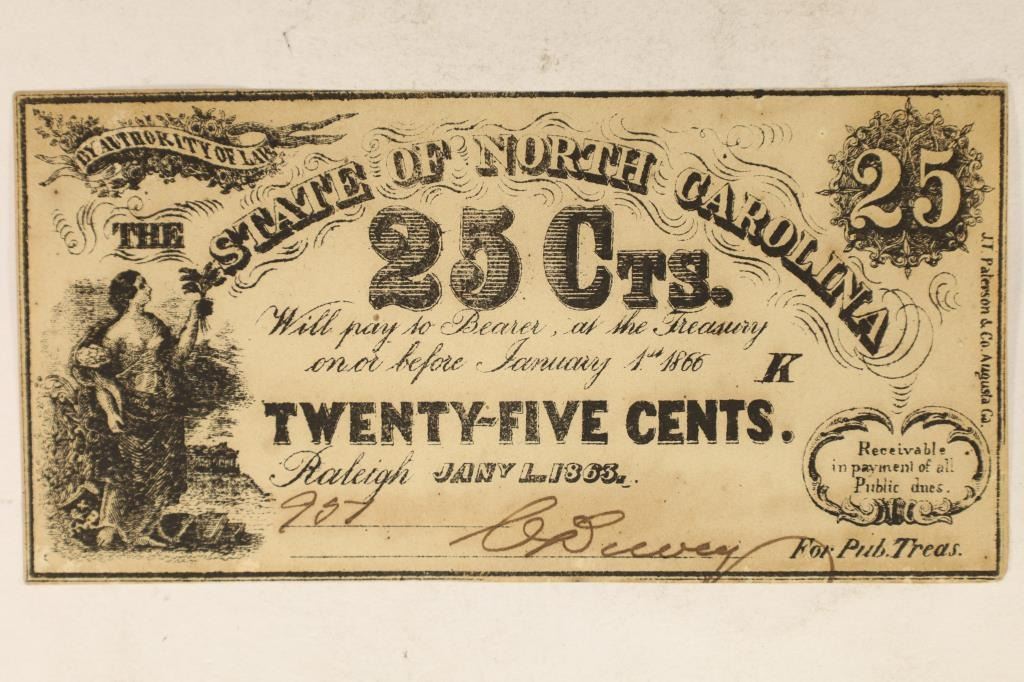 BY AUTHORITY OF LAW
THE STATE OF NORTH CAROLINA
25
25 CTS.
Will pay to Bearer, at the Treasury
on or before January 1st 1866
K
TWENTY-FIVE CENTS.
Raleigh JANY 1. 1863.
Receivable
in payment of all
Public dues.
For Pub. Treas.
J.T. Paterson & Co. Augusta Ga.